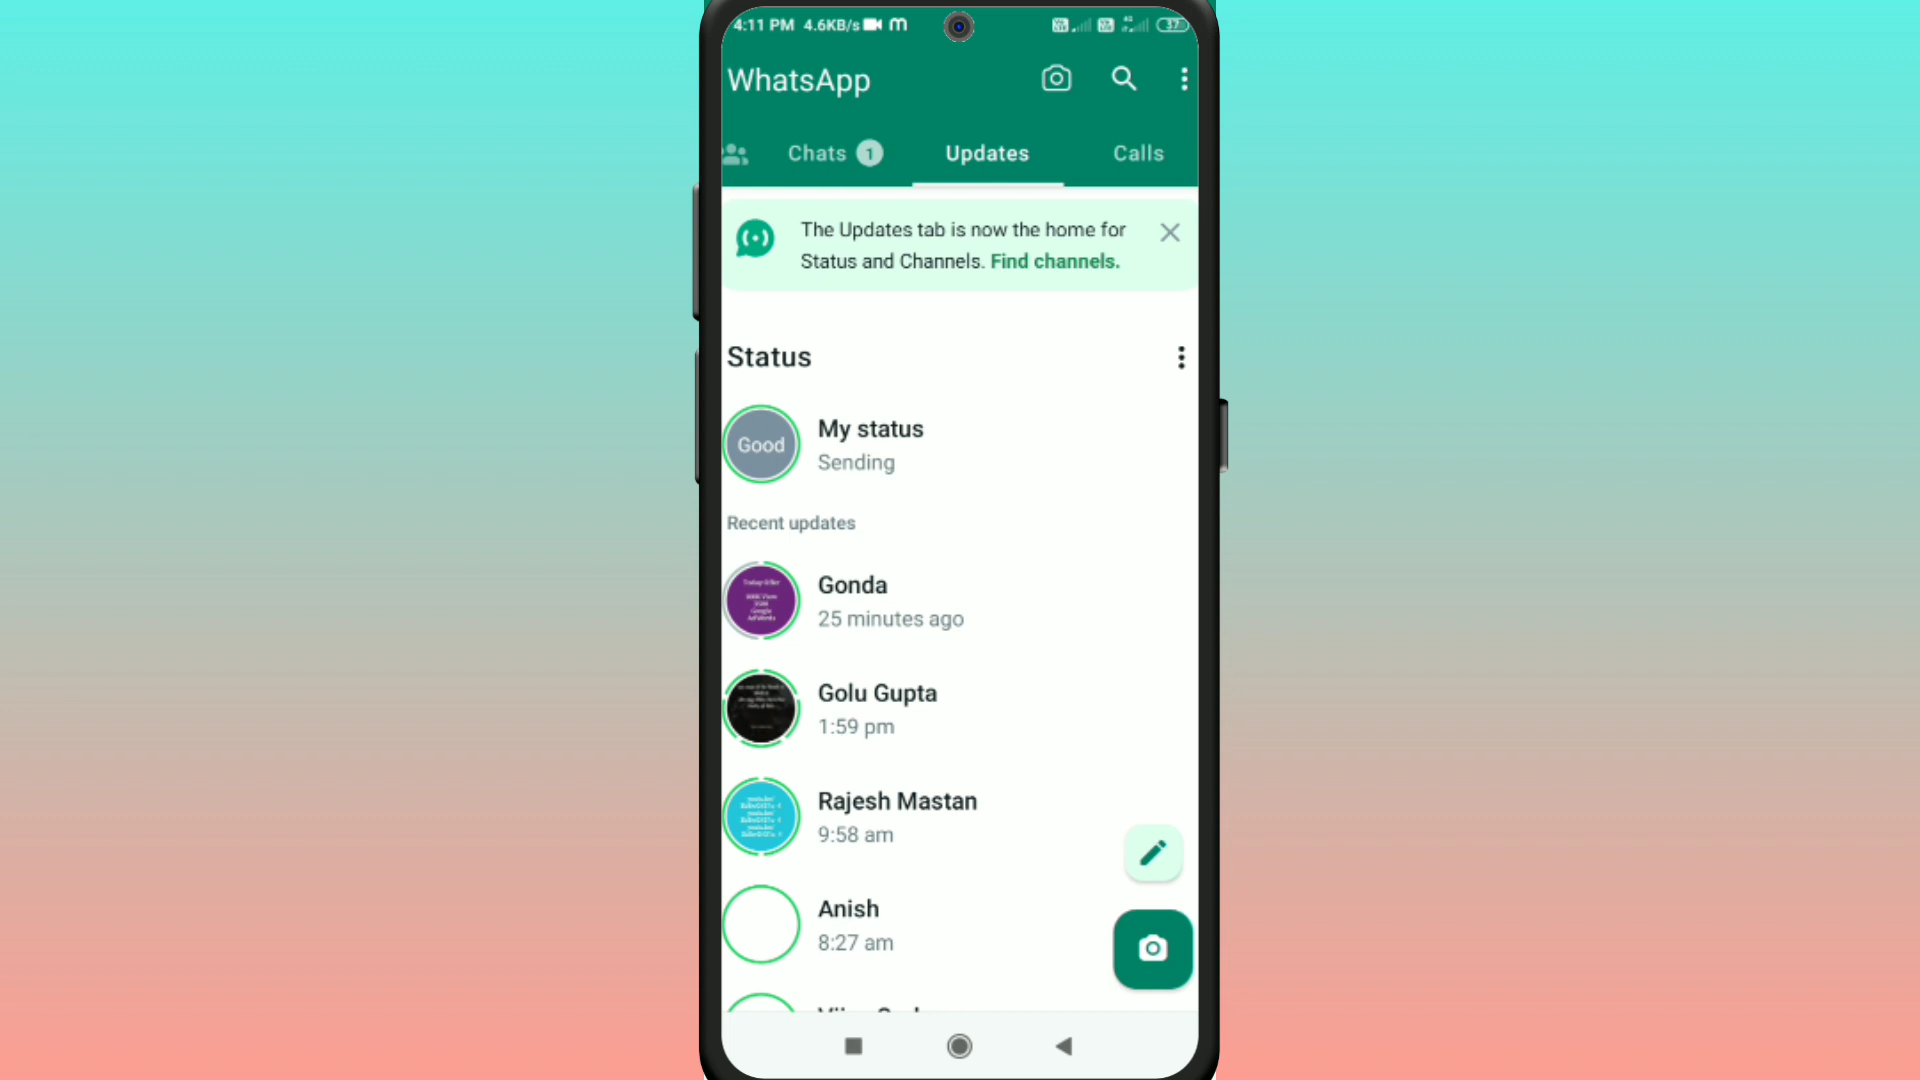 4:11 PM 4.6KB/s
37
WhatsApp
Chats 1
Updates
Calls
The Updates tab is now the home for
Status and Channels. Find channels.
Status
Good
My status
Sending
Recent updates
Gonda
25 minutes ago
Golu Gupta
1:59 pm
Rajesh Mastan
9:58 am
Anish
8:27 am